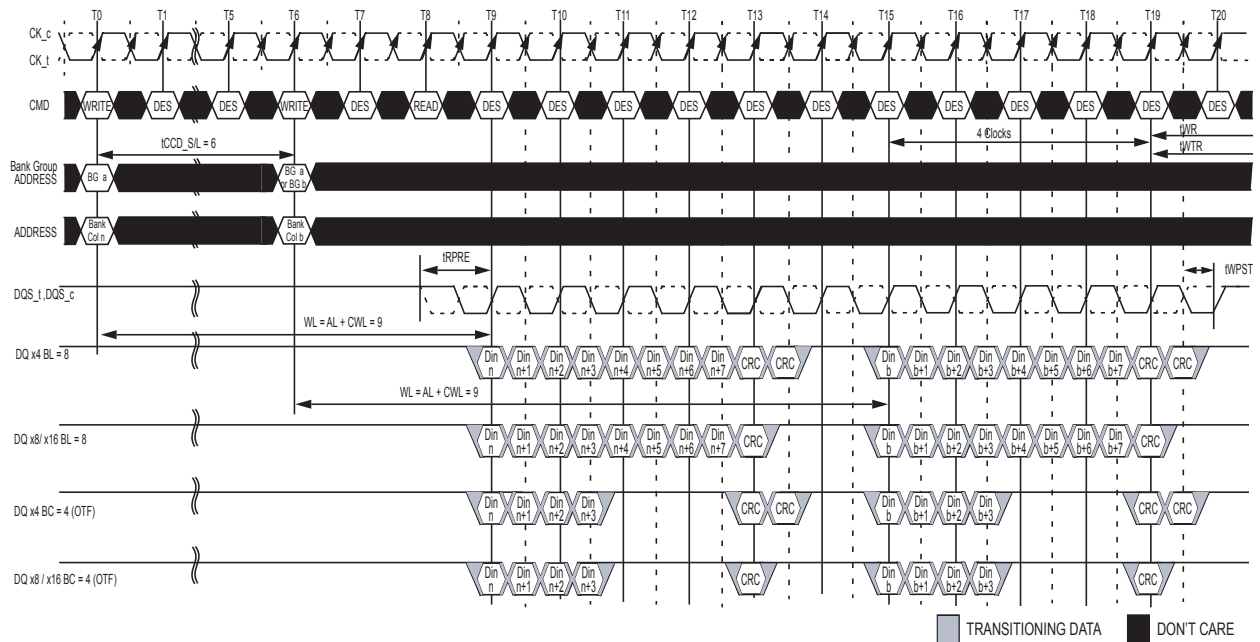 T0 T1 T5 T6 T7 T8 T9 T10 T11 T12 T13 T14 T15 T16 T17 T18 T19 T20
CK_c
CK_t
CMD WRITE DES DES WRITE DES READ DES DES DES DES DES DES DES DES DES DES DES DES
tCCD_S/L = 6
4 Clocks
tWR
tWTR
Bank Group
ADDRESS
BG a
BG a
or BG b
ADDRESS
Bank
Col n
Bank
Col b
tRPRE
tWPST
DQS_t ,DQS_c
WL = AL + CWL = 9
DQ x4 BL = 8
Din Din Din Din Din Din Din Din CRC CRC Din Din Din Din Din Din Din Din CRC CRC
n n+1 n+2 n+3 n+4 n+5 n+6 n+7 b b+1 b+2 b+3 b+4 b+5 b+6 b+7
WL = AL + CWL = 9
DQ x8/ x16 BL = 8
Din Din Din Din Din Din Din Din CRC Din Din Din Din Din Din Din Din CRC
n n+1 n+2 n+3 n+4 n+5 n+6 n+7 b b+1 b+2 b+3 b+4 b+5 b+6 b+7
DQ x4 BC = 4 (OTF)
Din Din Din Din CRC CRC Din Din Din Din CRC CRC
n n+1 n+2 n+3 b b+1 b+2 b+3
DQ x8 / x16 BC = 4 (OTF)
Din Din Din Din CRC Din Din Din Din CRC
n n+1 n+2 n+3 b b+1 b+2 b+3
TRANSITIONING DATA DON'T CARE